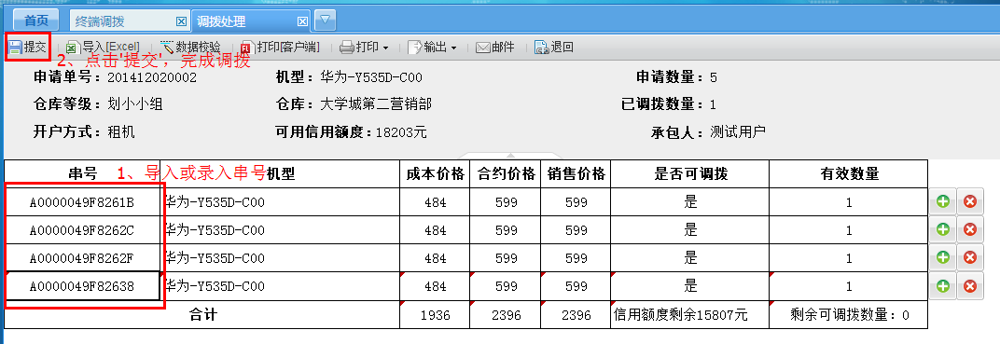 首页 终端调拨 调拨处理
提交 导入[Excel] 数据校验 打印[客户端] 打印 输出 邮件 退回
2、点击'提交'，完成调拨
申请单号：201412020002 机型：华为-Y535D-C00 申请数量：5
仓库等级：划小小组 仓库：大学城第二营销部 已调拨数量：1
开户方式：租机 可用信用额度：18203元 承包人：测试用户
串号 1、导入或录入串号 机型 成本价格 合约价格 销售价格 是否可调拨 有效数量
A0000049F8261B 华为-Y535D-C00 484 599 599 是 1
A0000049F8262C 华为-Y535D-C00 484 599 599 是 1
A0000049F8262F 华为-Y535D-C00 484 599 599 是 1
A0000049F82638 华为-Y535D-C00 484 599 599 是 1
合计 1936 2396 2396 信用额度剩余15807元 剩余可调拨数量：0